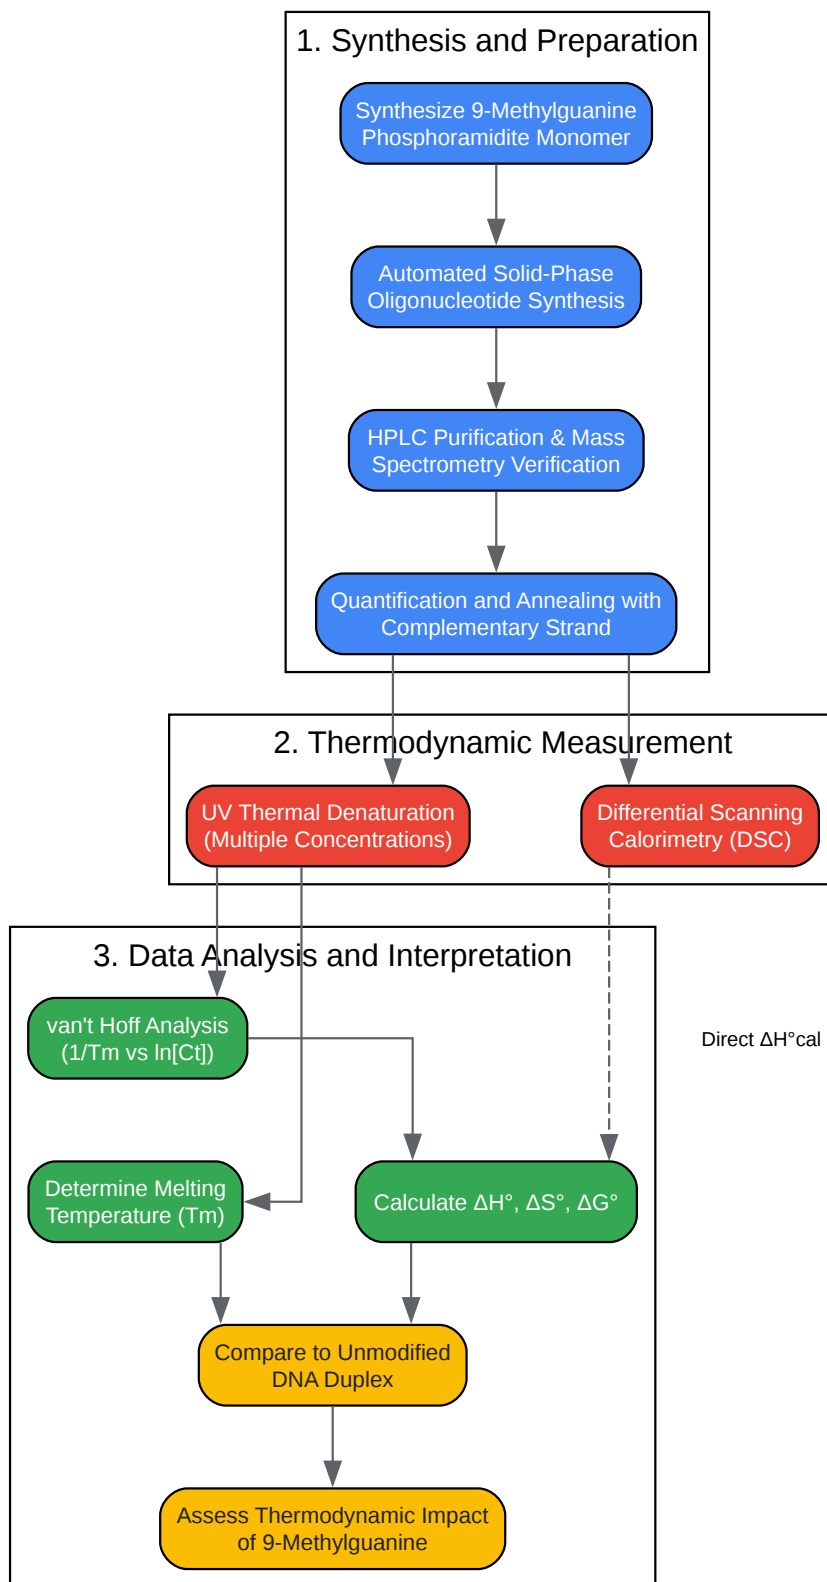 1. Synthesis and Preparation
Synthesize 9-Methylguanine
Phosphoramidite Monomer
Automated Solid-Phase
Oligonucleotide Synthesis
HPLC Purification & Mass
Spectrometry Verification
Quantification and Annealing with
Complementary Strand
2. Thermodynamic Measurement
UV Thermal Denaturation
(Multiple Concentrations)
Differential Scanning
Calorimetry (DSC)
3. Data Analysis and Interpretation
van't Hoff Analysis
(1/Tm vs ln[Ct])
Direct ΔH°cal
Determine Melting
Temperature (Tm)
Calculate ΔH°, ΔS°, ΔG°
Compare to Unmodified
DNA Duplex
Assess Thermodynamic Impact
of 9-Methylguanine